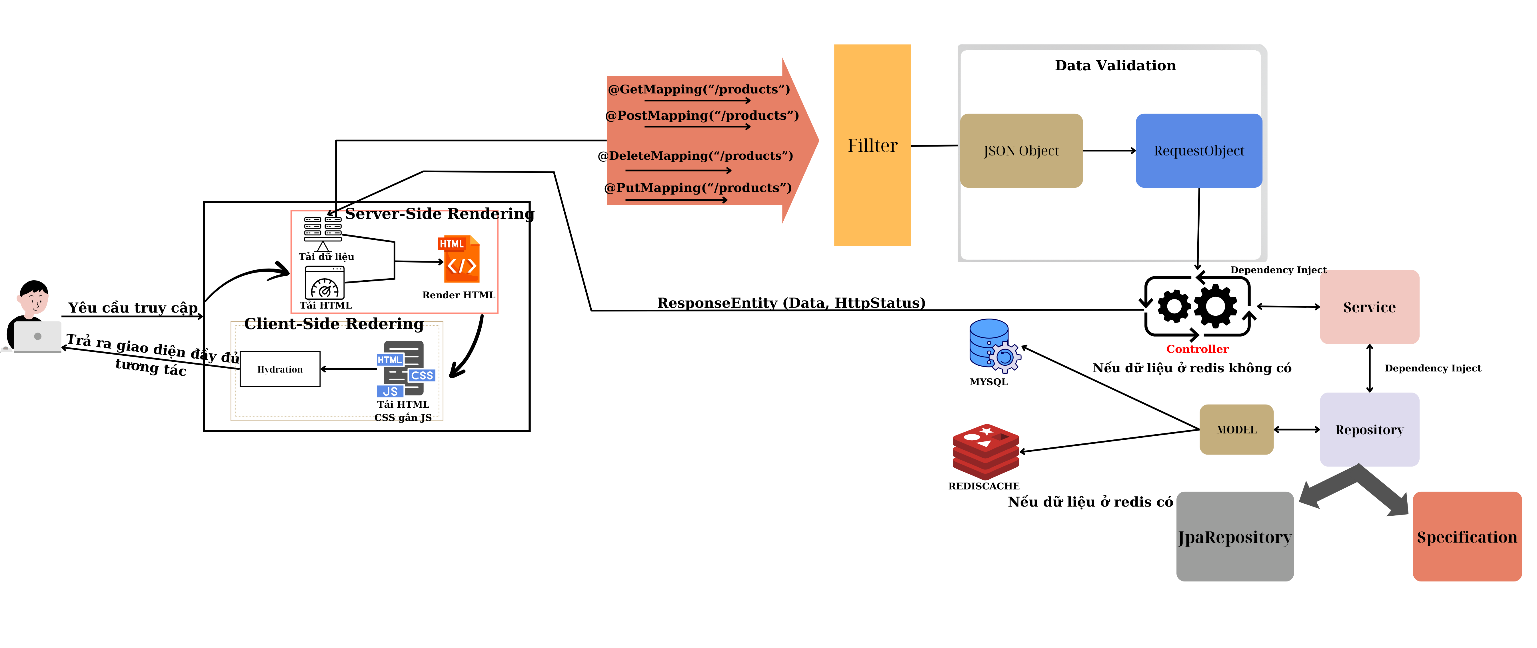 Data Validation
@GetMapping(“/products”)
@PostMapping(“/products”)
@DeleteMapping(“/products”)
@PutMapping(“/products”)
Fillter
JSON Object
RequestObject
Server-Side Rendering
Tải dữ liệu
HTML
</>
Tải HTML
Render HTML
Yêu cầu truy cập
Trả ra giao diện đầy đủ
tương tác
Client-Side Redering
Hydration
HTML
CSS
JS
Tải HTML
CSS gắn JS
ResponseEntity (Data, HttpStatus)
Dependency Inject
Service
Controller
MYSQL
Nếu dữ liệu ở redis không có
Dependency Inject
MODEL
Repository
REDISCACHE
Nếu dữ liệu ở redis có
JpaRepository
Specification